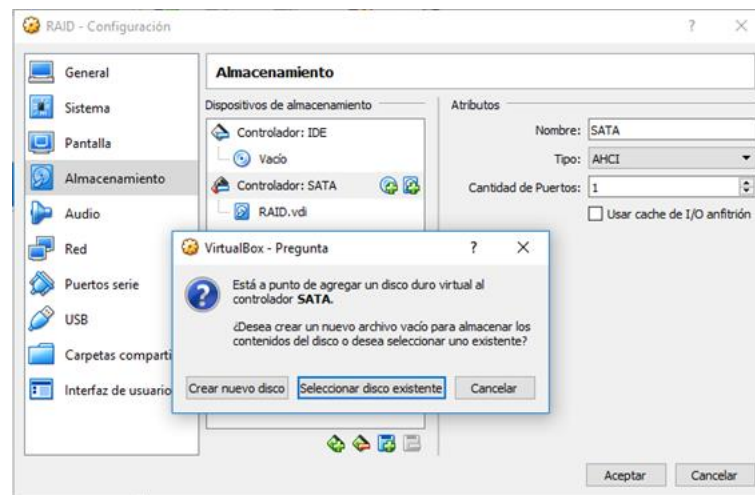 RAID - Configuración
General
Sistema
Pantalla
Almacenamiento
Audio
Red
Puertos serie
USB
Carpetas comparti
Interfaz de usuario
Almacenamiento
Dispositivos de almacenamiento
Controlador: IDE
Vacío
Controlador: SATA
RAID.vdi
Atributos
Nombre: SATA
Tipo: AHCI
Cantidad de Puertos: 1
Usar cache de I/O anfitrión
VirtualBox - Pregunta
Está a punto de agregar un disco duro virtual al
controlador SATA.
¿Desea crear un nuevo archivo vacío para almacenar los
contenidos del disco o desea seleccionar uno existente?
Crear nuevo disco
Seleccionar disco existente
Cancelar
Aceptar
Cancelar